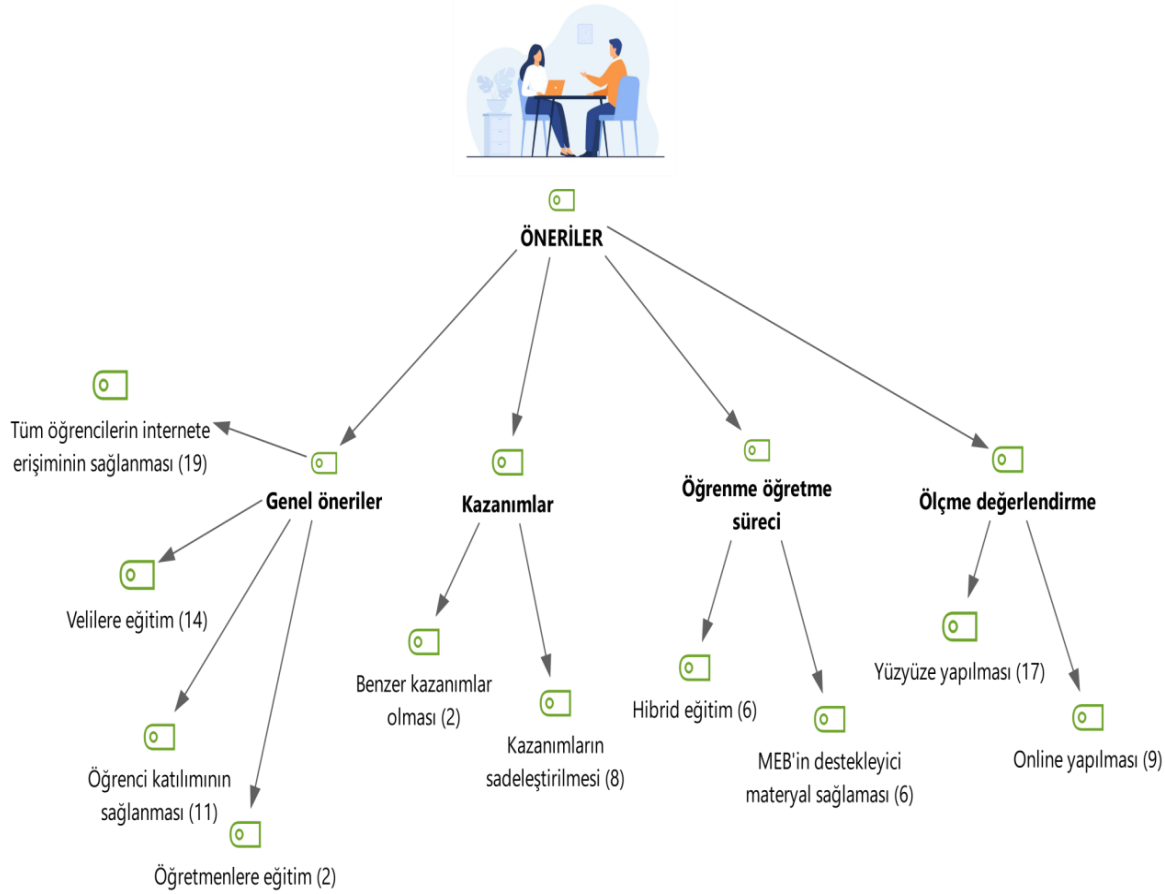 ÖNERİLER
Tüm öğrencilerin internete
erişiminin sağlanması (19)
Genel öneriler
Kazanımlar
Öğrenme öğretme
süreci
Ölçme değerlendirme
Velilere eğitim (14)
Benzer kazanımlar
olması (2)
Hibrid eğitim (6)
Yüzyüze yapılması (17)
Öğrenci katılımının
sağlanması (11)
Kazanımların
sadeleştirilmesi (8)
MEB'in destekleyici
materyal sağlaması (6)
Online yapılması (9)
Öğretmenlere eğitim (2)